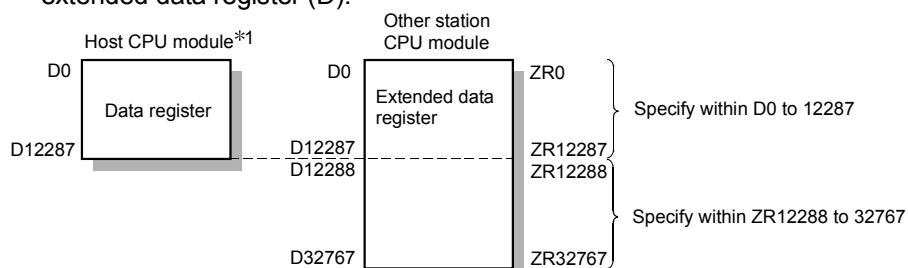 extended data register (D).
Other station
CPU module
Host CPU module*1
D0
Data register
D12287
D0
Extended data
register
D12287
D12288
D32767
ZR0
ZR12287
ZR12288
ZR32767
Specify within D0 to 12287
Specify within ZR12288 to 32767